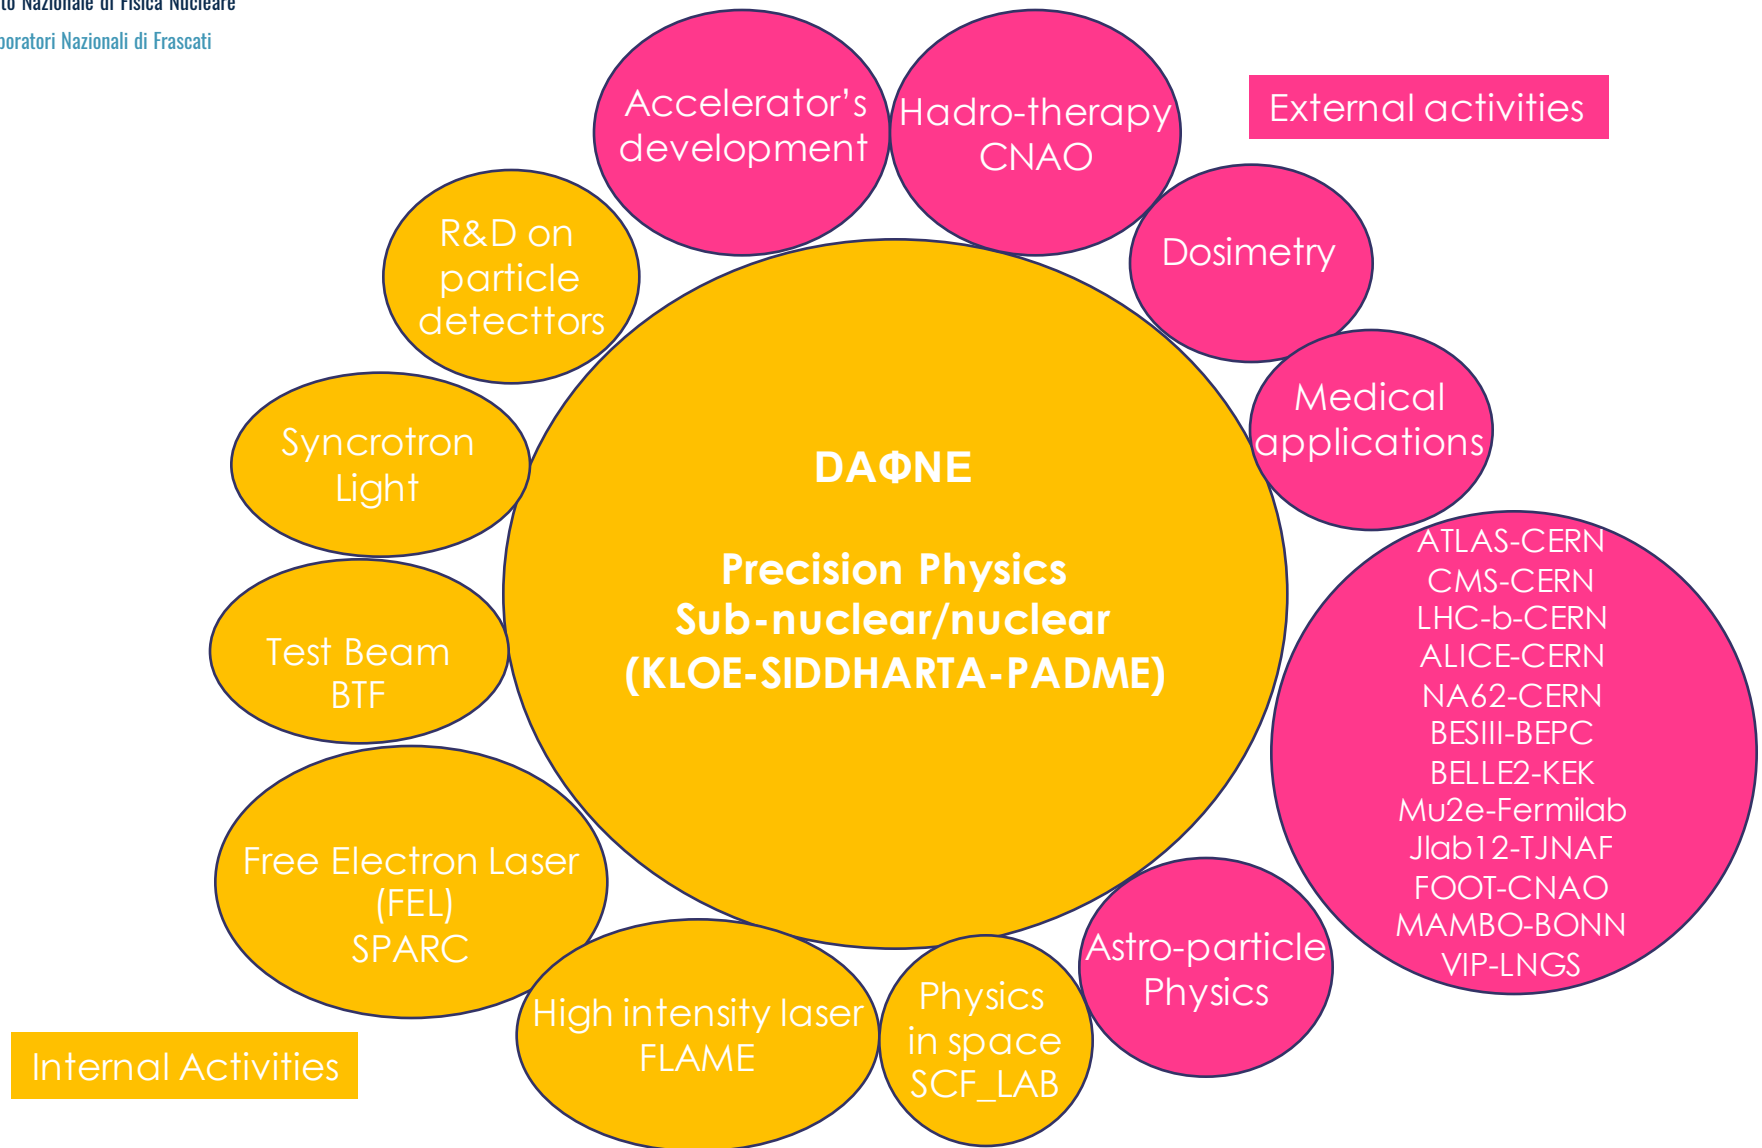 to Nazionale di Fisica Nucleare
boratori Nazionali di Frascati
Accelerator’s
development
Hadro-therapy
CNAO
External activities
R&D on
particle
detecttors
Dosimetry
Syncrotron
Light
Medical
applications
DAΦNE
Precision Physics
Sub-nuclear/nuclear
(KLOE-SIDDHARTA-PADME)
ATLAS-CERN
CMS-CERN
LHC-b-CERN
ALICE-CERN
NA62-CERN
BESIII-BEPC
BELLE2-KEK
Mu2e-Fermilab
Jlab12-TJNAF
FOOT-CNAO
MAMBO-BONN
VIP-LNGS
Test Beam
BTF
Free Electron Laser
(FEL)
SPARC
High intensity laser
FLAME
Physics
in space
SCF_LAB
Astro-particle
Physics
Internal Activities